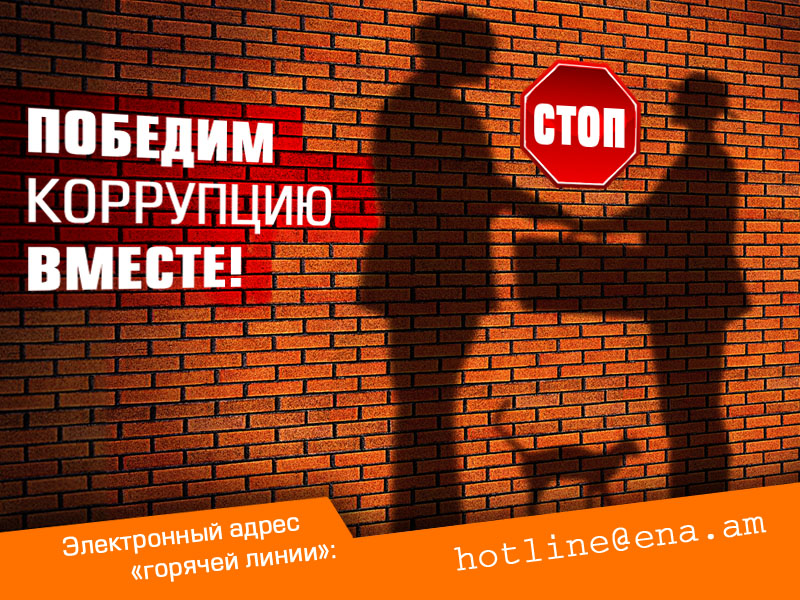 ПОБЕДИМ
КОРРУПЦИЮ
ВМЕСТЕ!
СТОП
Электронный адрес
«горячей линии»:
hotline@ena.am